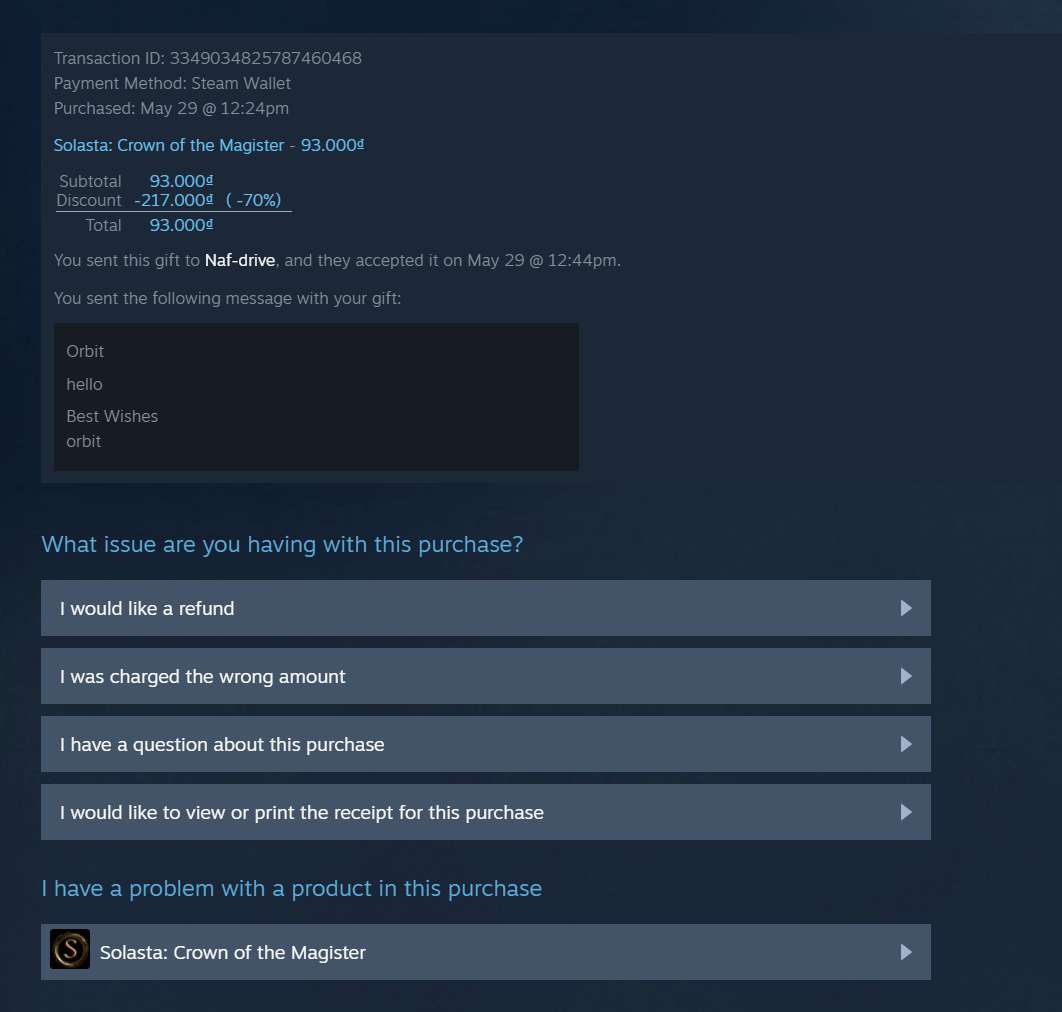 Transaction ID: 3349034825787460468
Payment Method: Steam Wallet
Purchased: May 29 @ 12:24pm
Solasta: Crown of the Magister - 93.000₫
Subtotal 93.000₫
Discount -217.000₫ ( -70%)
Total 93.000₫
You sent this gift to Naf-drive, and they accepted it on May 29 @ 12:44pm.
You sent the following message with your gift:
Orbit
hello
Best Wishes
orbit
What issue are you having with this purchase?
I would like a refund
I was charged the wrong amount
I have a question about this purchase
I would like to view or print the receipt for this purchase
I have a problem with a product in this purchase
S
Solasta: Crown of the Magister